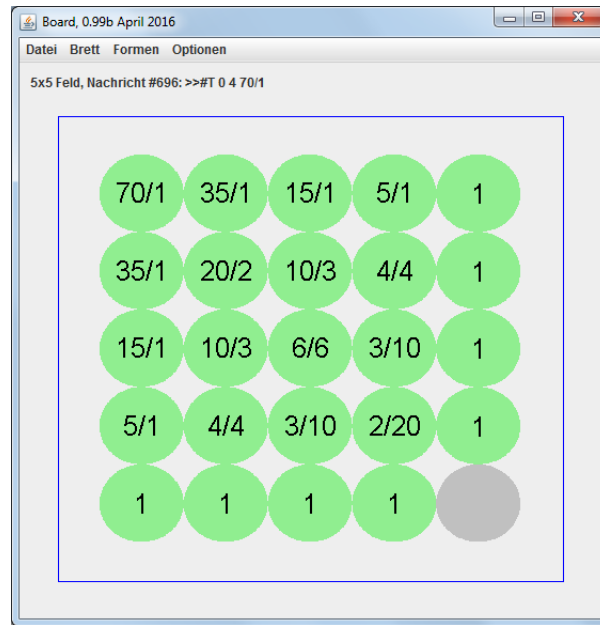 Board, 0.99b April 2016
Datei Brett Formen Optionen
5x5 Feld, Nachricht #696: >>#T 0 4 70/1
70/1 35/1 15/1 5/1 1
35/1 20/2 10/3 4/4 1
15/1 10/3 6/6 3/10 1
5/1 4/4 3/10 2/20 1
1 1 1 1